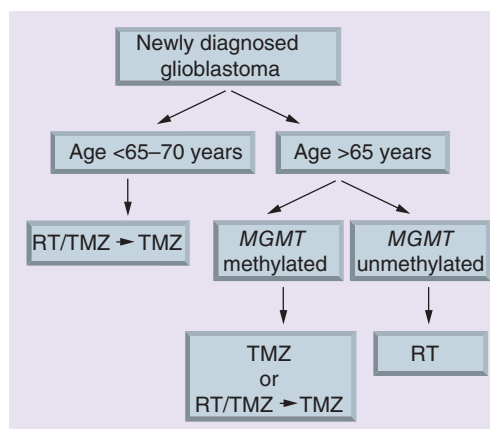 Newly diagnosed
glioblastoma
Age <65–70 years
Age >65 years
RT/TMZ → TMZ
MGMT
methylated
MGMT
unmethylated
TMZ
or
RT/TMZ → TMZ
RT